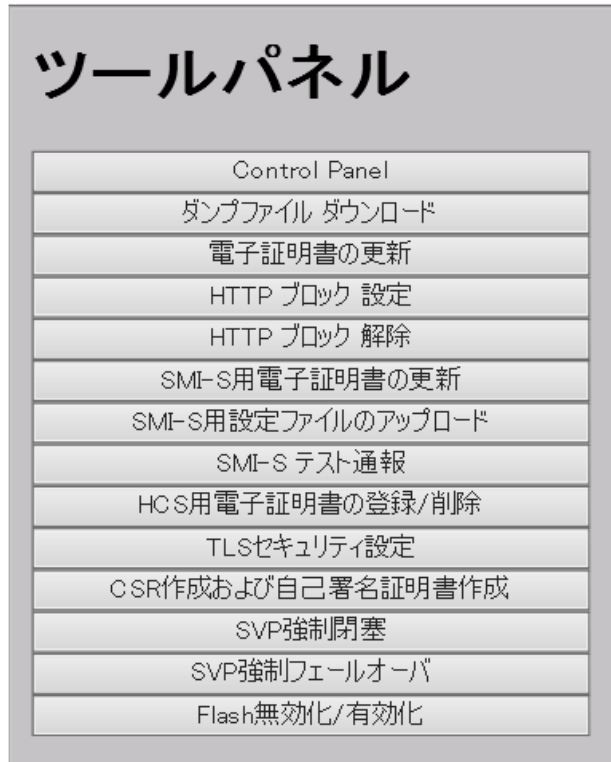 ツールパネル
Control Panel
ダンプファイル ダウンロード
電子証明書の更新
HTTP ブロック 設定
HTTP ブロック 解除
SMI-S用電子証明書の更新
SMI-S用設定ファイルのアップロード
SMI-S テスト通報
HCS用電子証明書の登録/削除
TLSセキュリティ設定
CSR作成および自己署名証明書作成
SVP強制閉塞
SVP強制フェールオーバ
Flash無効化/有効化